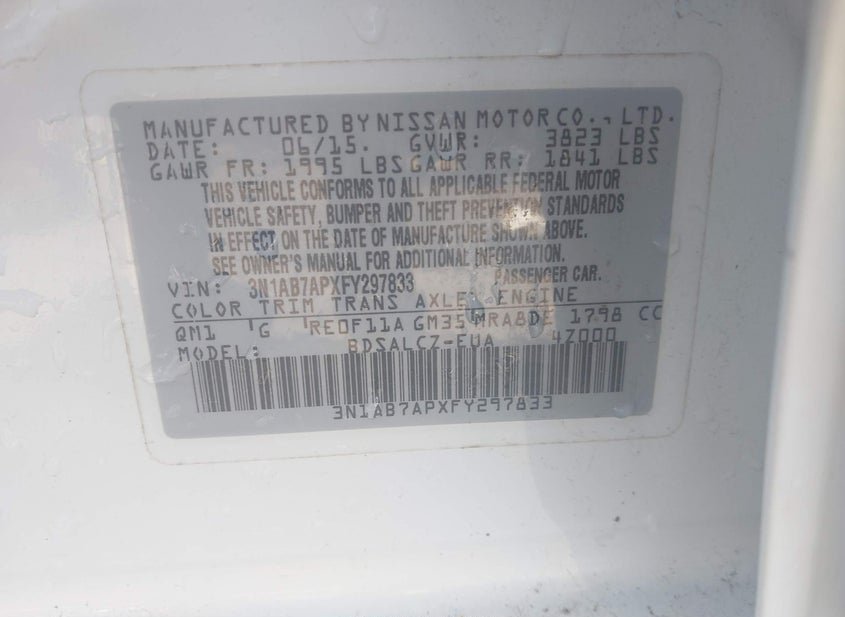 MANUFACTURED BY NISSAN MOTOR CO., LTD.
DATE: 06/15. GVWR: 3823 LBS
GAWR FR: 1995 LBS GAWR RR: 1841 LBS
THIS VEHICLE CONFORMS TO ALL APPLICABLE FEDERAL MOTOR
VEHICLE SAFETY, BUMPER AND THEFT PREVENTION STANDARDS
IN EFFECT ON THE DATE OF MANUFACTURE SHOWN ABOVE.
SEE OWNER'S MANUAL FOR ADDITIONAL INFORMATION.
VIN: 3N1AB7APXFY297833 PASSENGER CAR.
COLOR TRIM TRANS AXLE ENGINE
QM1 G RE0F11A GM35 MRA8DE 1798 CC
MODEL: BDSALCZ-EUA 4Z000
3N1AB7APXFY297833